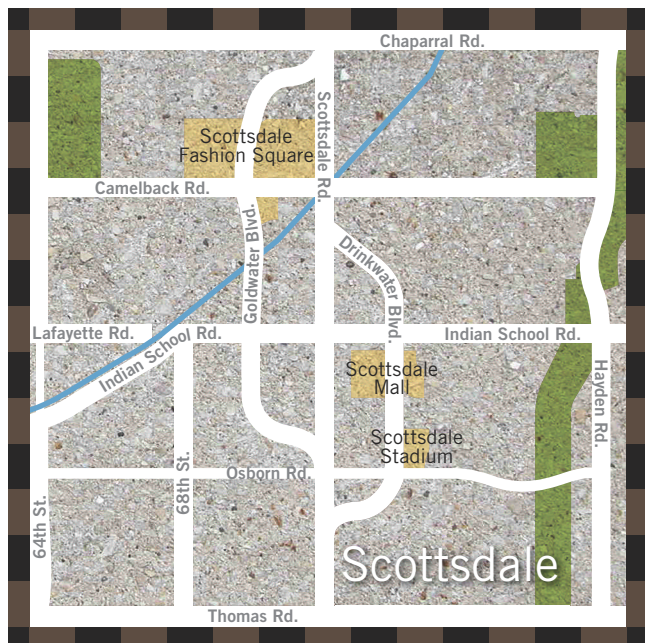 Chaparral Rd.
Scottsdale Rd.
Scottsdale
Fashion Square
Camelback Rd.
Goldwater Blvd.
Drinkwater Blvd.
Lafayette Rd.
Indian School Rd.
Indian School Rd.
Scottsdale
Mall
Hayden Rd.
Scottsdale
Stadium
Osborn Rd.
68th St.
64th St.
Scottsdale
Thomas Rd.